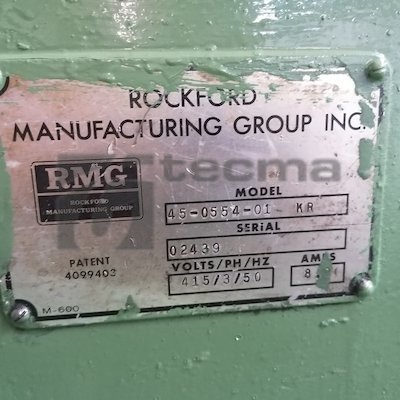 ROCKFORD
MANUFACTURING GROUP INC.
tecma
RMG
ROCKFORD
MANUFACTURING GROUP
MODEL
45-0554-01 KR
SERIAL
02439
PATENT
4099403
VOLTS/PH/HZ
415/3/50
AMPS
M-600